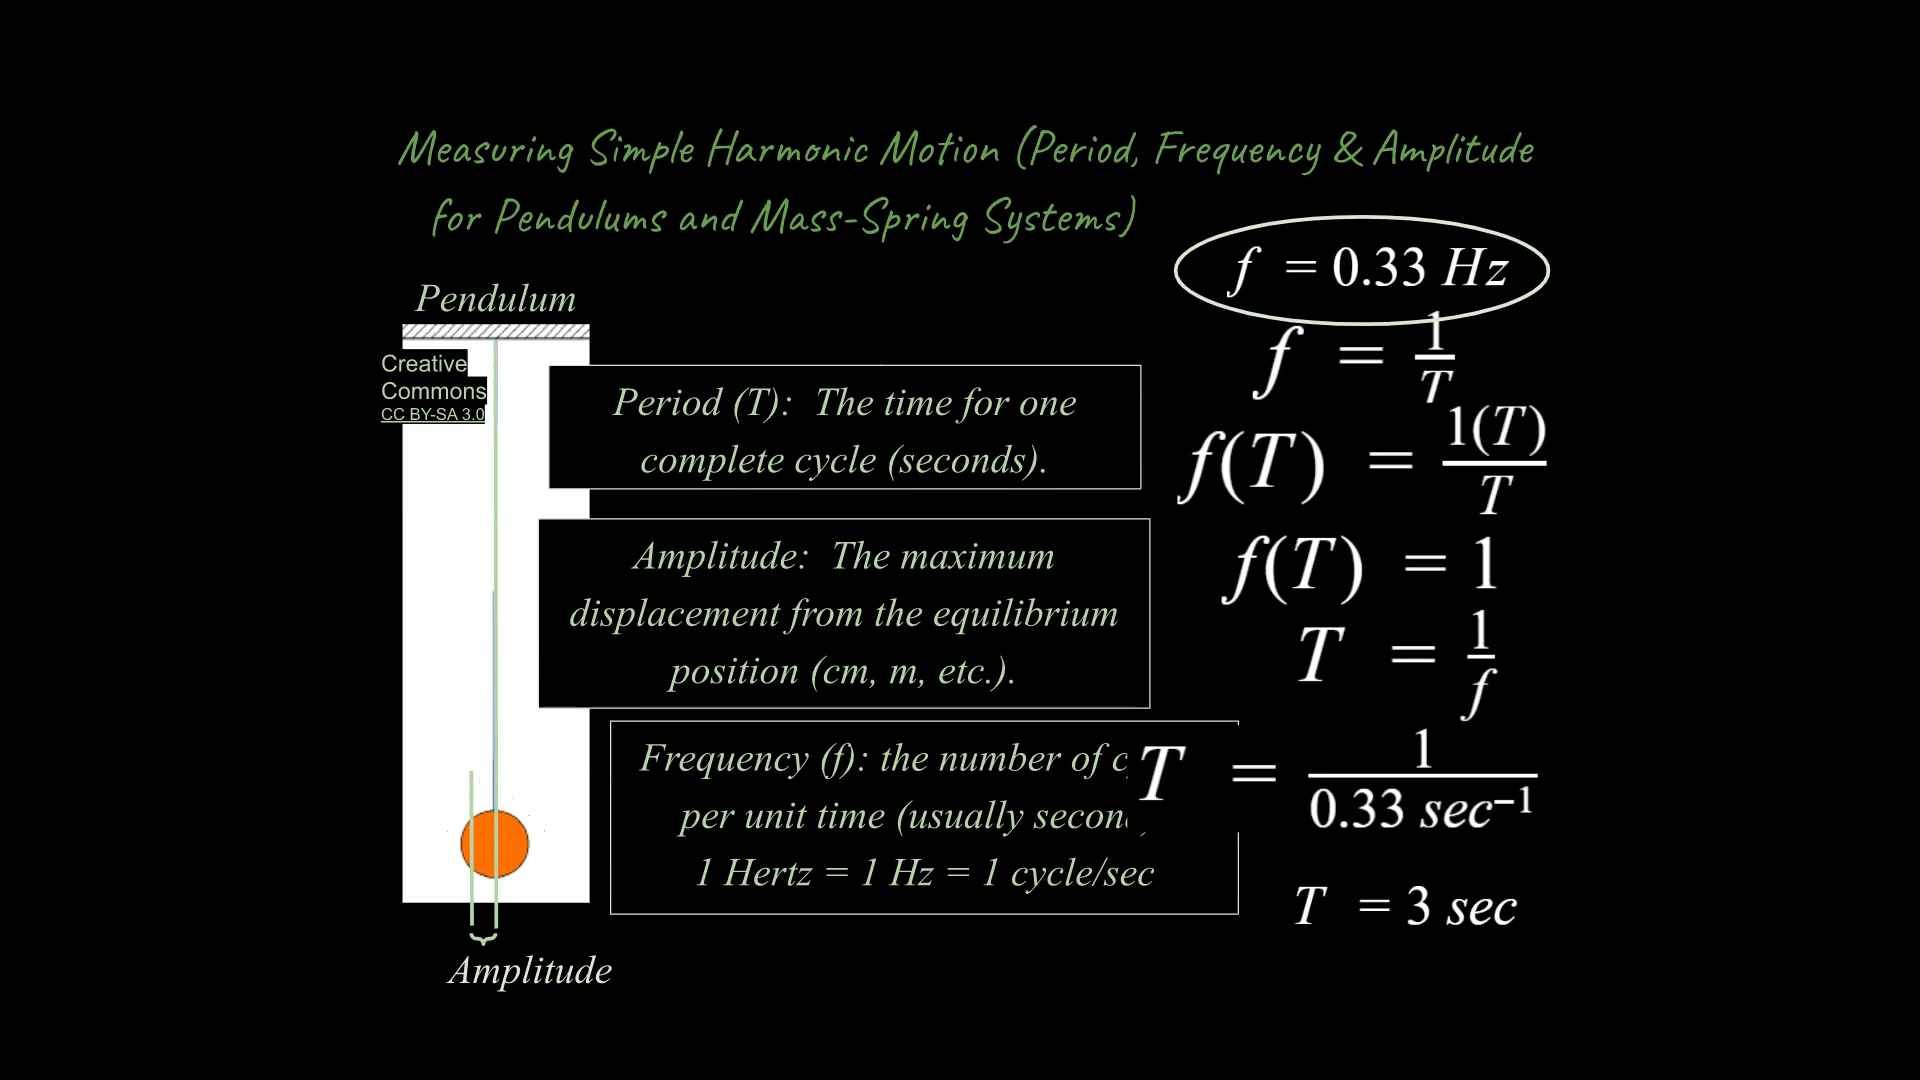 Measuring Simple Harmonic Motion (Period, Frequency & Amplitude
for Pendulums and Mass-Spring Systems)
Pendulum
Creative
Commons
CC BY-SA 3.0
Period (T): The time for one
complete cycle (seconds).
Amplitude: The maximum
displacement from the equilibrium
position (cm, m, etc.).
Frequency (f): the number of
per unit time (usually
1 Hertz = 1 Hz = 1 cycle/sec
Amplitude
f = 0.33 Hz
f = 1/T
f(T) = 1(T)/T
f(T) = 1
T = 1/f
T = 1/0.33 sec⁻¹
T = 3 sec